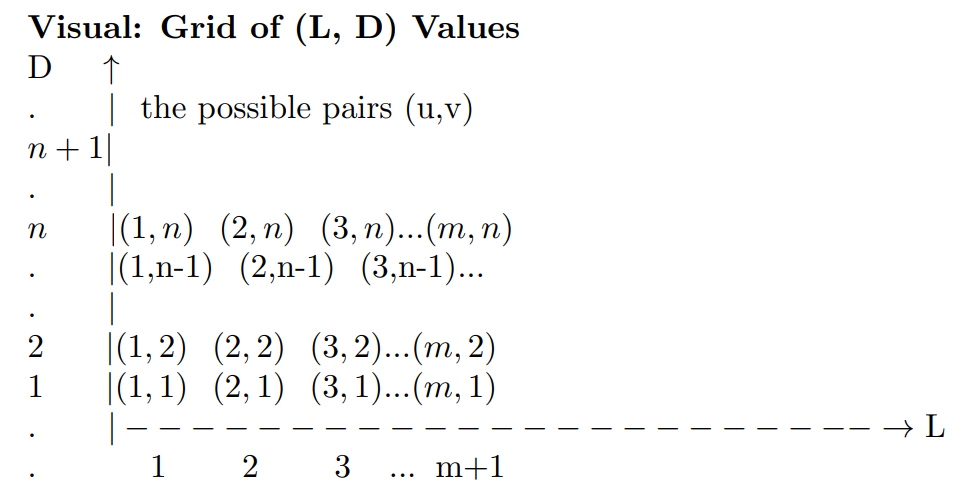 Visual: Grid of (L, D) Values
D ↑
. | the possible pairs (u,v)
n + 1|
. |
n |(1, n) (2, n) (3, n)...(m, n)
. |(1,n-1) (2,n-1) (3,n-1)...
. |
2 |(1, 2) (2, 2) (3, 2)...(m, 2)
1 |(1, 1) (2, 1) (3, 1)...(m, 1)
. | − − − − − − − − − − − − − − − − − − − − − − − → L
. 1 2 3 ... m+1